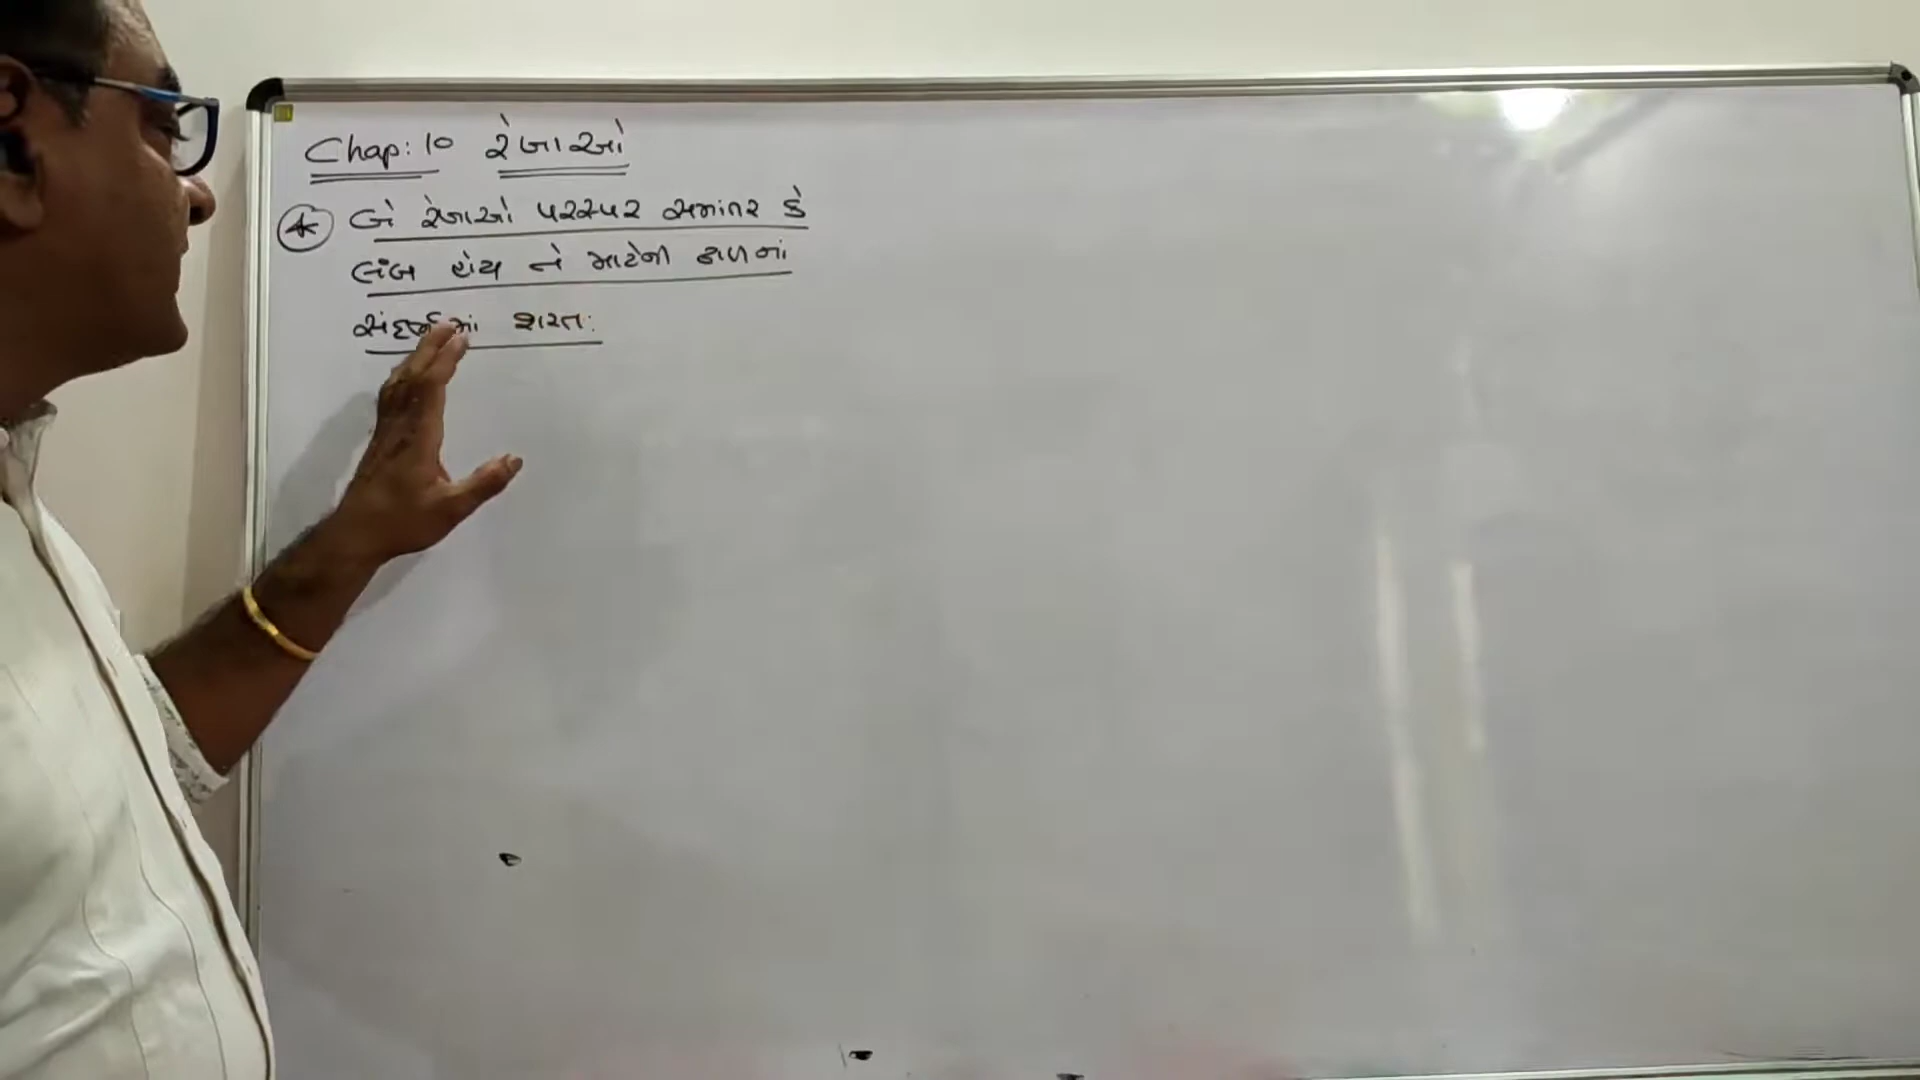 Chap: 10 રેખાઓ
બે રેખાઓ પરસ્પર સમાંતર કે
લંબ હોય તે માટેની ઢાળનાં
સંદર્ભમાં શરત: